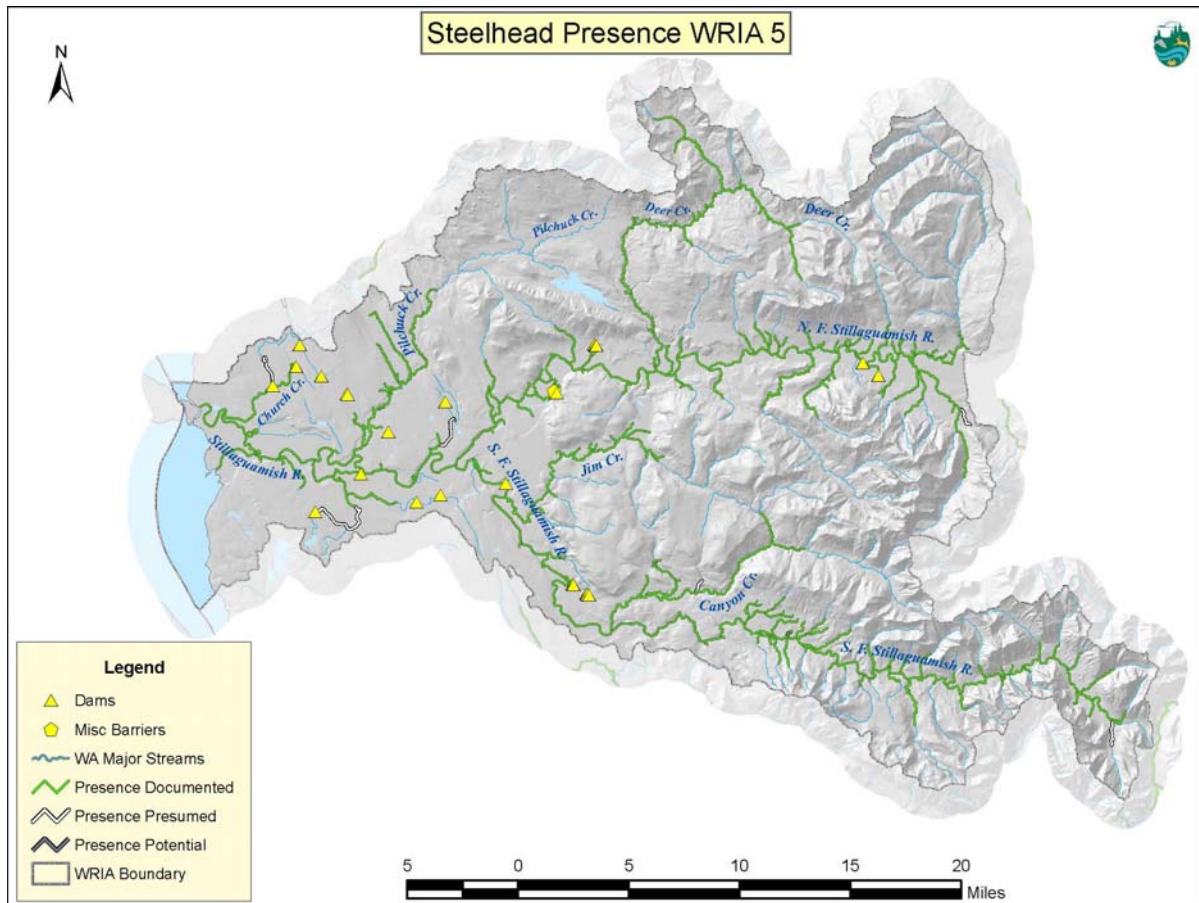 Steelhead Presence WRIA 5
N
Deer Cr.
Deer Cr.
Pilchuck Cr.
Pilchuck Cr.
N. F. Stillaguamish R.
Church Cr.
Stillaguamish R.
S. F. Stillaguamish R.
Jim Cr.
Canyon Cr.
S. F. Stillaguamish R.
Legend
Dams
Misc Barriers
WA Major Streams
Presence Documented
Presence Presumed
Presence Potential
WRIA Boundary
5 0 5 10 15 20
Miles